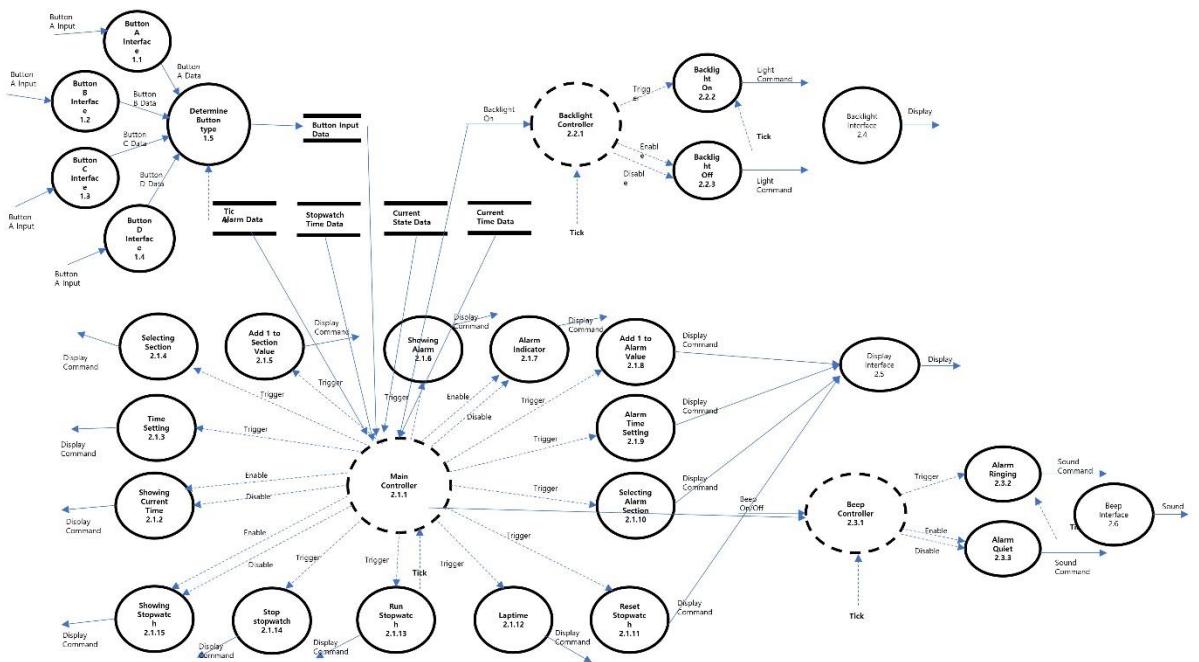 Button
A Input
Button
A
Interfac
e
1.1
Button
A Data
Button
A Input
Button
B
Interfac
e
1.2
Button
B Data
Determine
Button
type
1.5
Button Input
Data
Button
C
Interfac
e
1.3
Button
C Data
Button
A Input
Button
D Data
Button
D
Interfac
e
1.4
Button
A Input
Tic
Alarm Data
Stopwatch
Time Data
Current
State Data
Current
Time Data
Backlight
On
Backlight
Controller
2.2.1
Trigg
er
Backlig
ht
On
2.2.2
Light
Command
Enabl
e
Disabl
e
Tick
Backlig
ht
Off
2.2.3
Light
Command
Tick
Backlight
Interface
2.4
Display
Selecting
Section
2.1.4
Display
Command
Add 1 to
Section
Value
2.1.5
Display
Command
Showing
Alarm
2.1.6
Display
Command
Alarm
Indicator
2.1.7
Display
Command
Add 1 to
Alarm
Value
2.1.8
Display
Command
Display
Interface
2.5
Display
Trigger
Trigger
Trigger
Enable
Disable
Trigger
Time
Setting
2.1.3
Display
Command
Trigger
Trigger
Alarm
Time
Setting
2.1.9
Display
Command
Main
Controller
2.1.1
Showing
Current
Time
2.1.2
Display
Command
Enable
Disable
Trigger
Selecting
Alarm
Section
2.1.10
Display
Command
Beep
On/Off
Beep
Controller
2.3.1
Trigger
Alarm
Ringing
2.3.2
Sound
Command
Beep
Interface
2.6
Sound
Enable
Disable
Alarm
Quiet
2.3.3
Sound
Command
Tick
Enable
Disable
Trigger
Trigger
Tick
Trigger
Trigger
Showing
Stopwatc
h
2.1.15
Display
Command
Stop
stopwatch
2.1.14
Display
Command
Run
Stopwatc
h
2.1.13
Display
Command
Laptime
2.1.12
Display
Command
Reset
Stopwatc
h
2.1.11
Display
Command